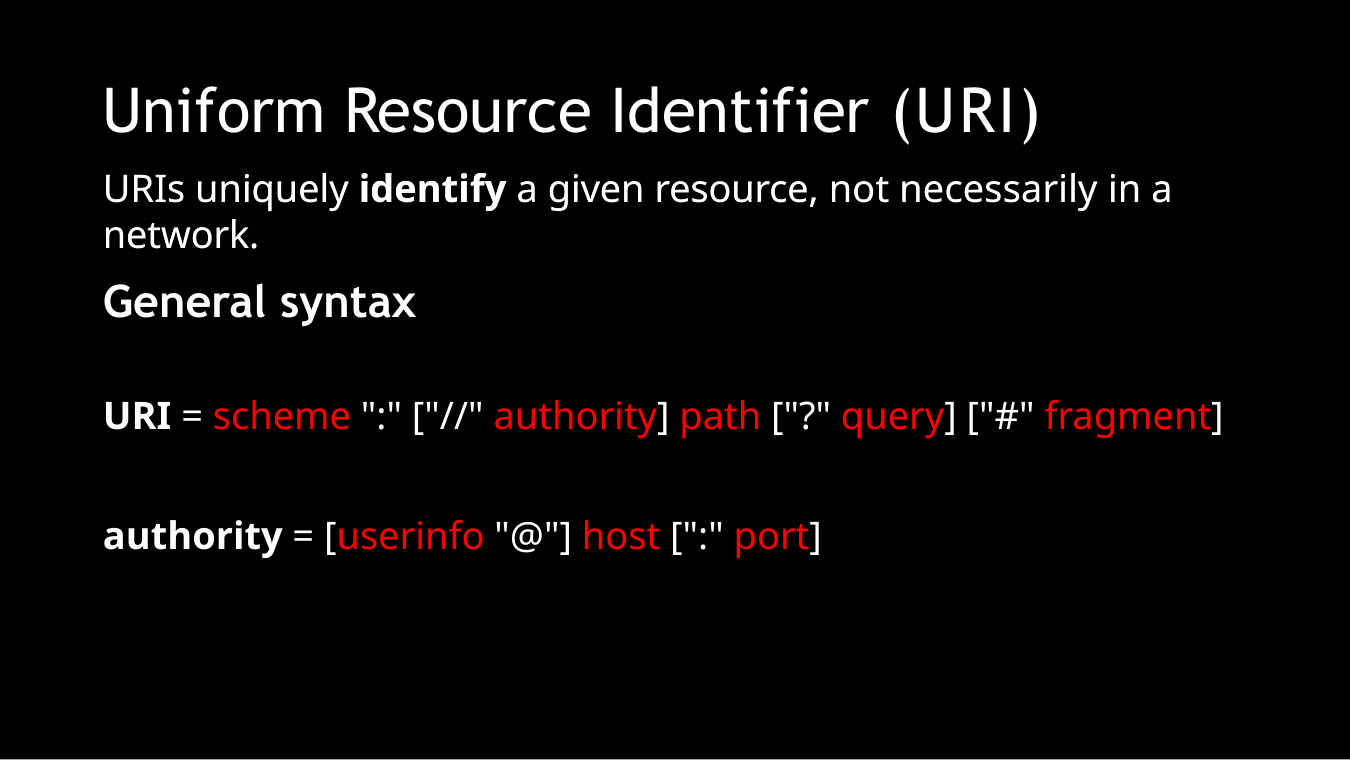 Uniform Resource Identifier (URI)
URIs uniquely identify a given resource, not necessarily in a
network.
General syntax
URI = scheme ":" ["//" authority] path ["?" query] ["#" fragment]
authority = [userinfo "@"] host [":" port]